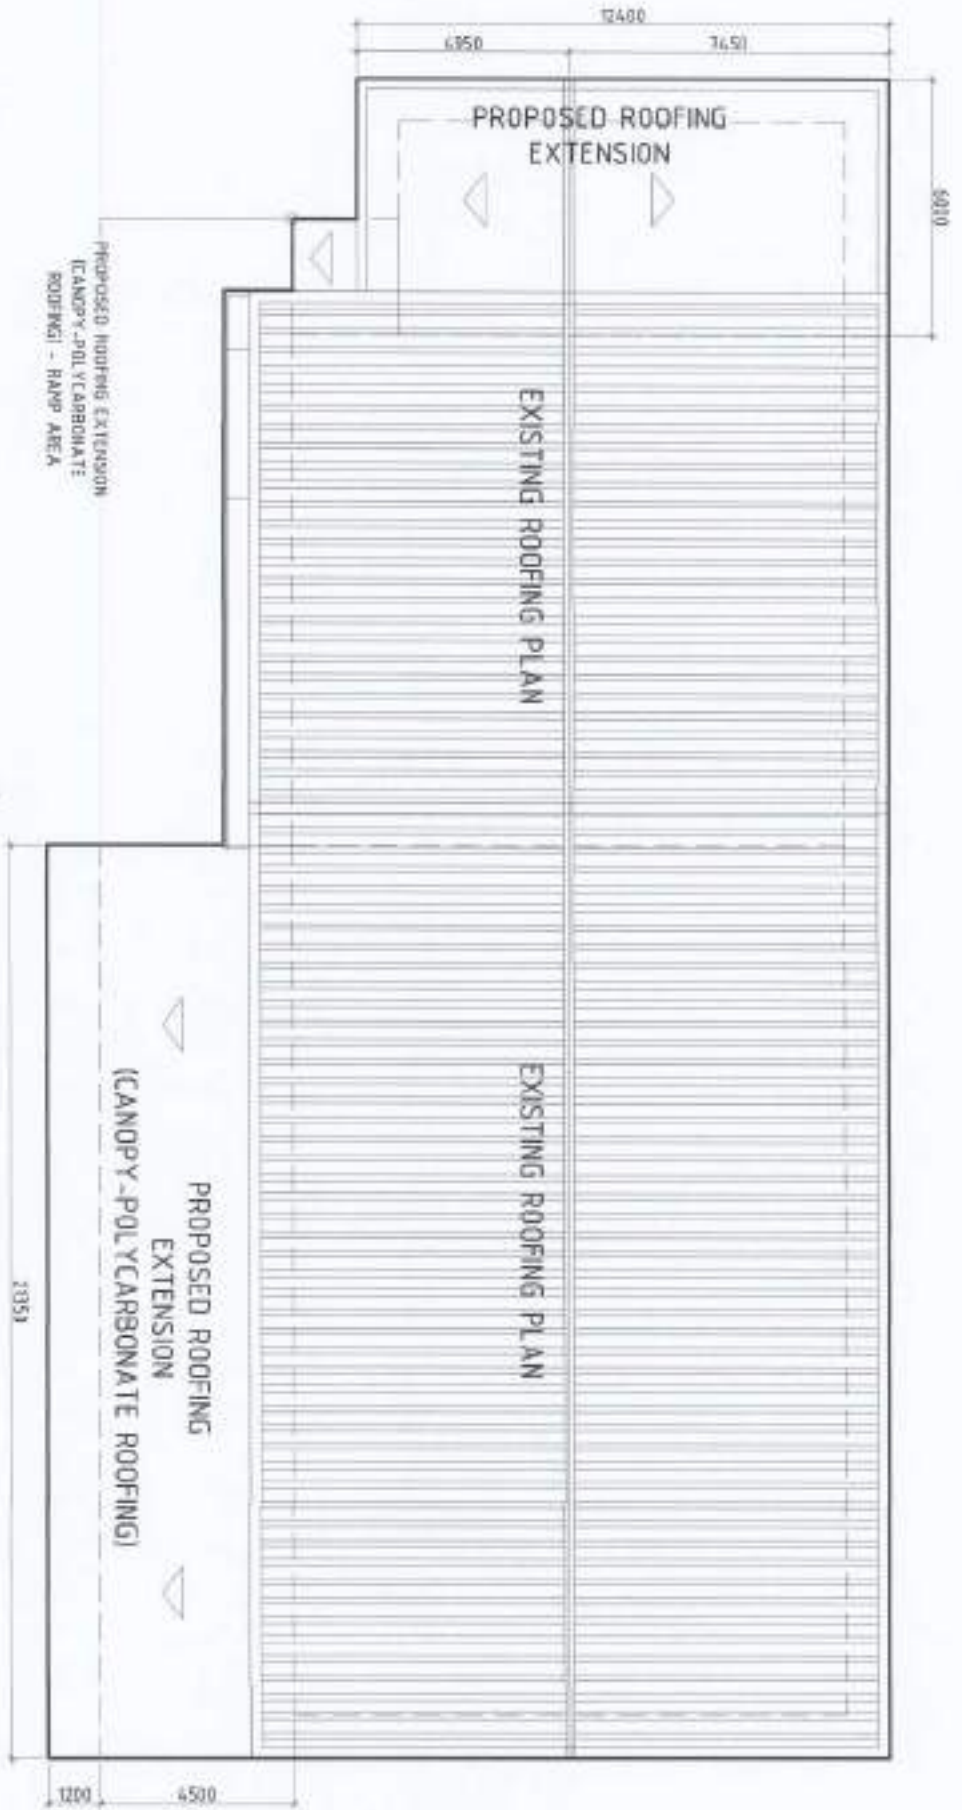 12400
4950
7450
PROPOSED ROOFING
EXTENSION
6000
PROPOSED ROOFING EXTENSION
(CANOPY-POLYCARBONATE
ROOFING) - RAMP AREA
EXISTING ROOFING PLAN
EXISTING ROOFING PLAN
PROPOSED ROOFING
EXTENSION
(CANOPY-POLYCARBONATE ROOFING)
21350
1200
4500